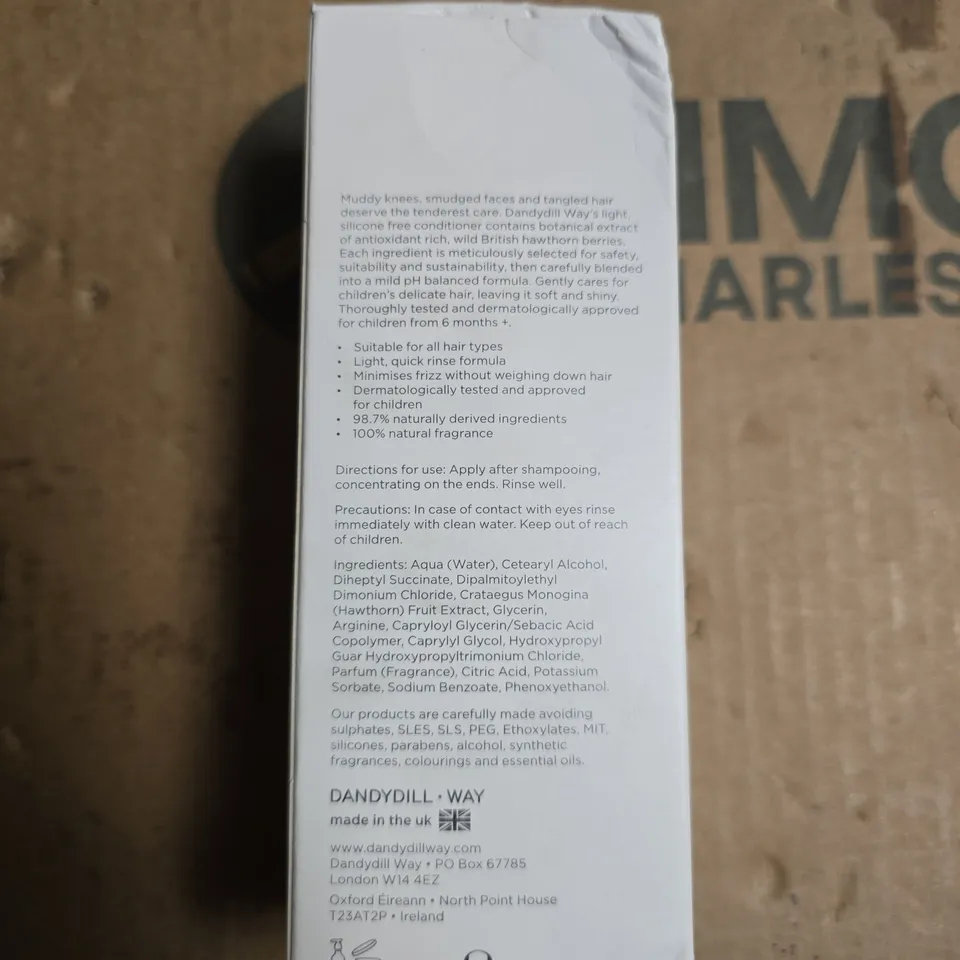 Muddy knees, smudged faces and tangled hair
deserve the tenderest care. Dandydill Way's light,
silicone free conditioner contains botanical extract
of antioxidant rich, wild British hawthorn berries.
Each ingredient is meticulously selected for safety,
suitability and sustainability, then carefully blended
into a mild pH balanced formula. Gently cares for
children's delicate hair, leaving it soft and shiny.
Thoroughly tested and dermatologically approved
for children from 6 months +.
• Suitable for all hair types
• Light, quick rinse formula
• Minimises frizz without weighing down hair
• Dermatologically tested and approved
for children
• 98.7% naturally derived ingredients
• 100% natural fragrance
Directions for use: Apply after shampooing,
concentrating on the ends. Rinse well.
Precautions: In case of contact with eyes rinse
immediately with clean water. Keep out of reach
of children.
Ingredients: Aqua (Water), Cetearyl Alcohol,
Diheptyl Succinate, Dipalmitoylethyl
Dimonium Chloride, Crataegus Monogina
(Hawthorn) Fruit Extract, Glycerin,
Arginine, Capryloyl Glycerin/Sebacic Acid
Copolymer, Caprylyl Glycol, Hydroxypropyl
Guar Hydroxypropyltrimonium Chloride,
Parfum (Fragrance), Citric Acid, Potassium
Sorbate, Sodium Benzoate, Phenoxyethanol.
Our products are carefully made avoiding
sulphates, SLES, SLS, PEG, Ethoxylates, MIT,
silicones, parabens, alcohol, synthetic
fragrances, colourings and essential oils.
DANDYDILL • WAY
made in the uk
www.dandydillway.com
Dandydill Way • PO Box 67785
London W14 4EZ
Oxford Éireann • North Point House
T23AT2P • Ireland
IMO
ARLES